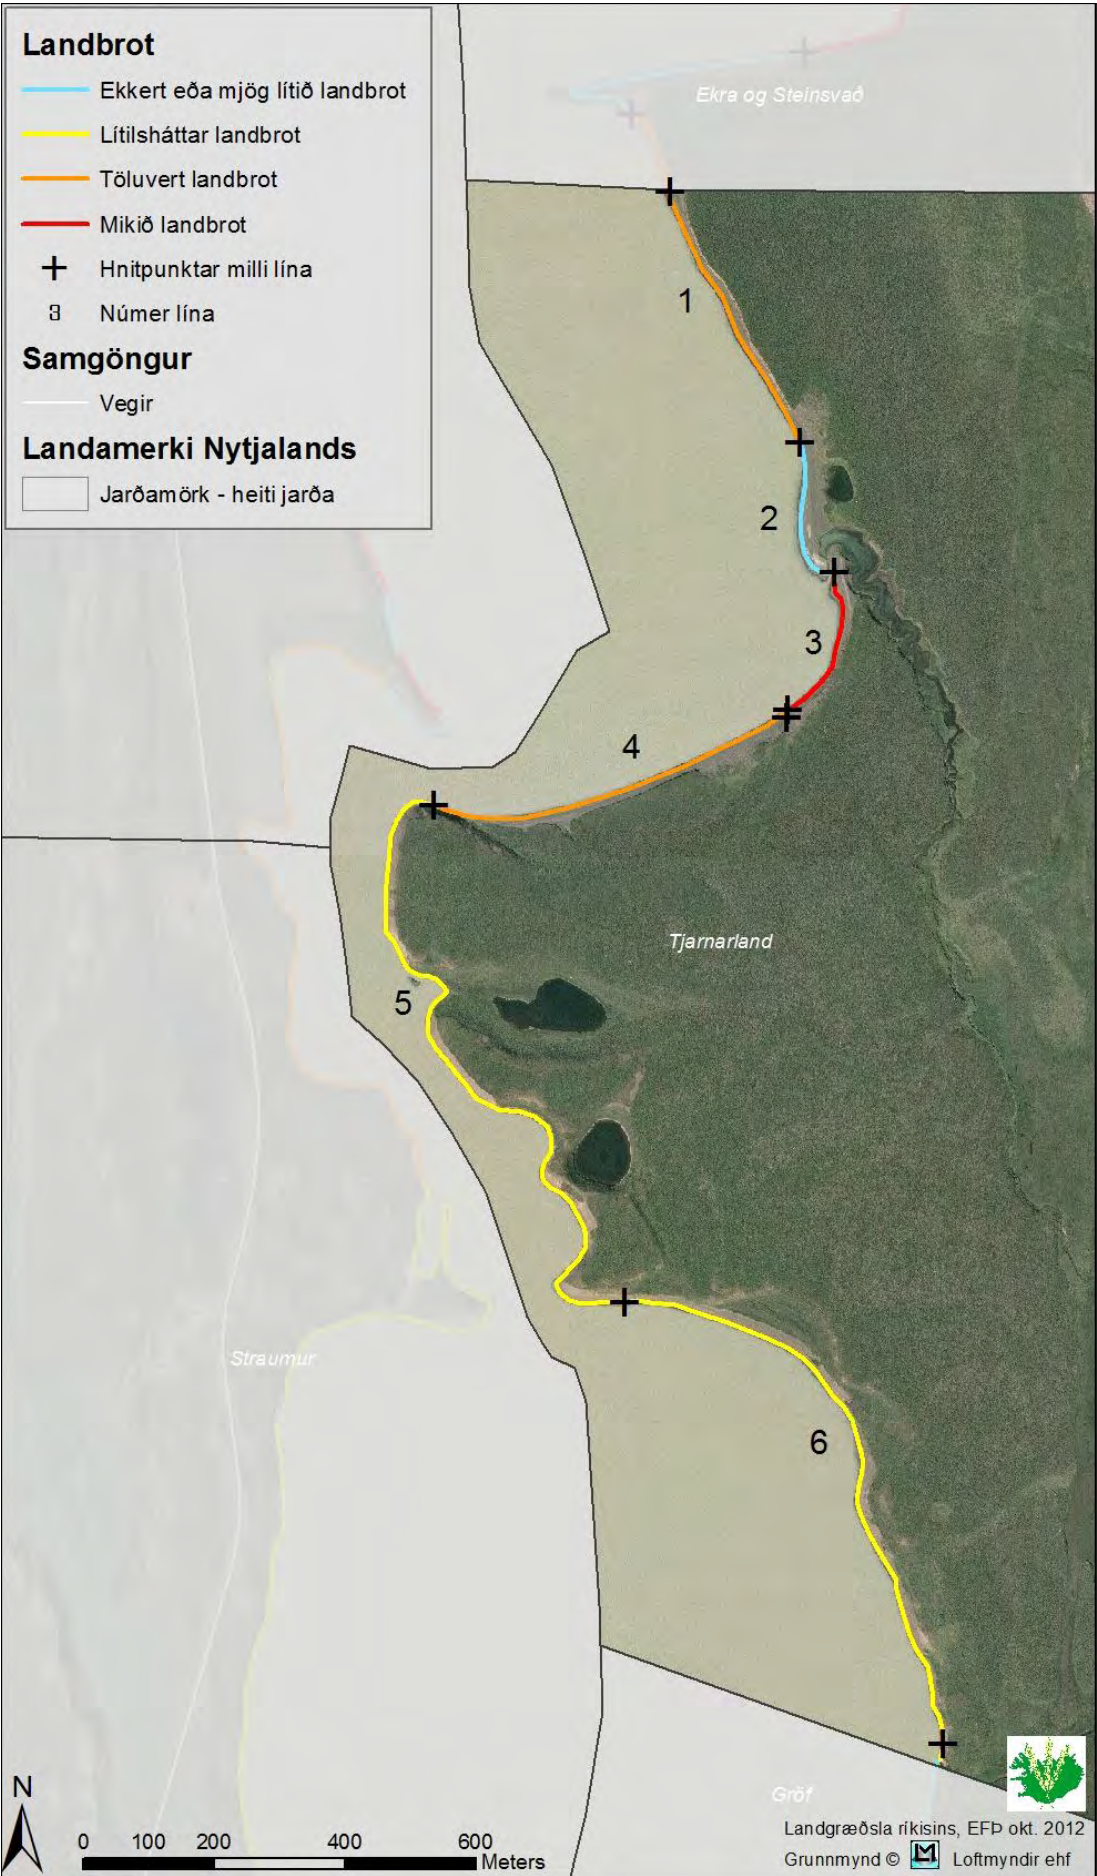 Landbrot
Ekkert eða mjög lítið landbrot
Lítilsháttar landbrot
Töluvert landbrot
Mikið landbrot
Hnitpunktar milli lína
3 Númer lína
Samgöngur
Vegir
Landamerki Nytjalands
Jarðamörk - heiti jarða
Ekra og Steinsvað
1
2
3
4
Tjarnarland
5
Straumur
6
Gröf
N
0 100 200 400 600
Meters
Landgræðsla ríkisins, EFÞ okt. 2012
Grunnmynd © LM Loftmyndir ehf